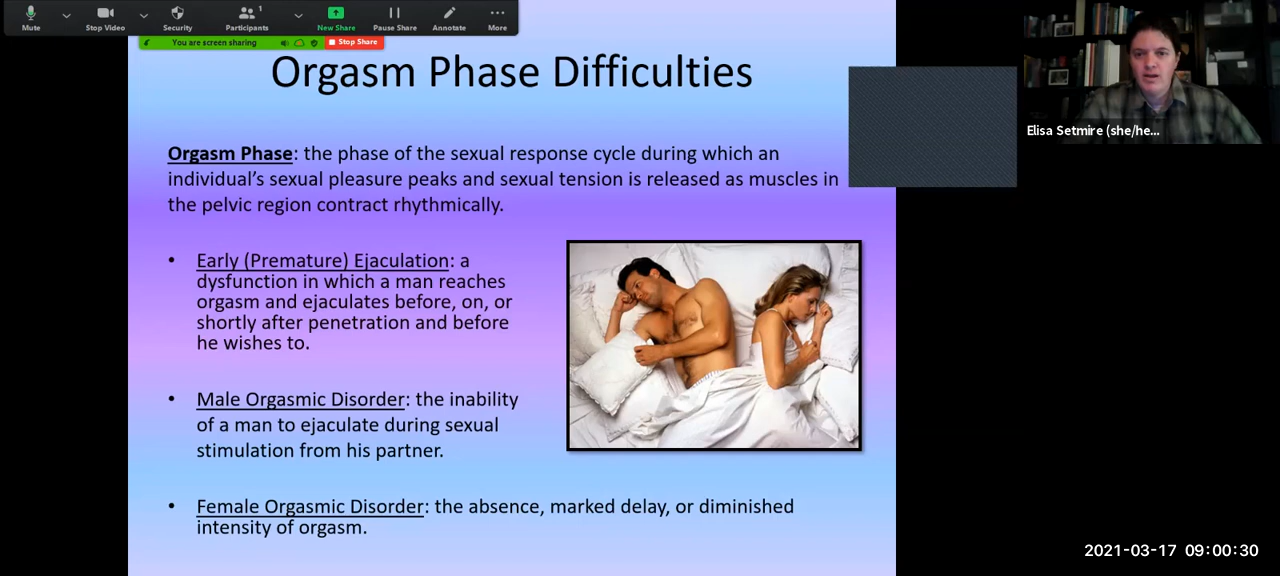 Mute
Stop Video
Security
Participants
1
New Share
Pause Share
Annotate
More
You are screen sharing
Stop Share
Orgasm Phase Difficulties
Orgasm Phase: the phase of the sexual response cycle during which an
individual’s sexual pleasure peaks and sexual tension is released as muscles in
the pelvic region contract rhythmically.
• Early (Premature) Ejaculation: a
dysfunction in which a man reaches
orgasm and ejaculates before, on, or
shortly after penetration and before
he wishes to.
• Male Orgasmic Disorder: the inability
of a man to ejaculate during sexual
stimulation from his partner.
• Female Orgasmic Disorder: the absence, marked delay, or diminished
intensity of orgasm.
Elisa Setmire (she/he...
2021-03-17 09:00:30